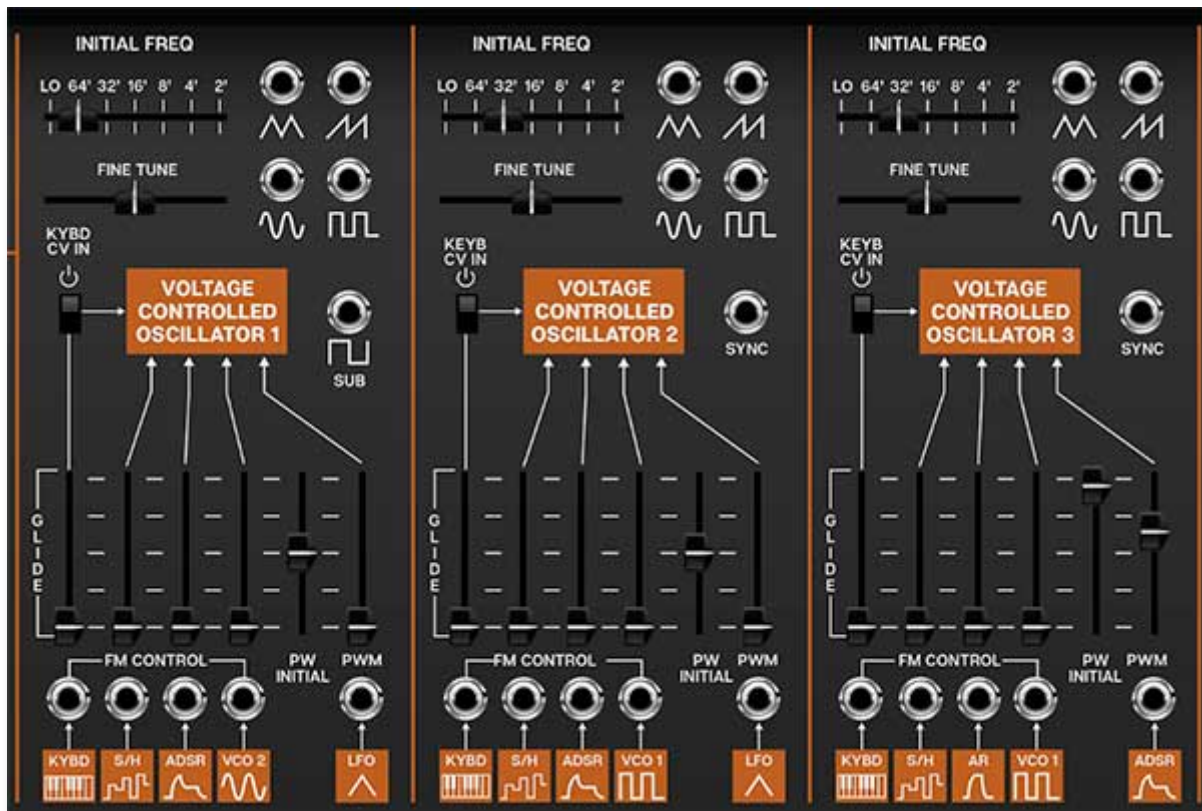 INITIAL FREQ
LO 64' 32' 16' 8' 4' 2'
FINE TUNE
KYBD
CV IN
VOLTAGE
CONTROLLED
OSCILLATOR 1
SUB
GLIDE
FM CONTROL
PW
INITIAL
PWM
KYBD
S/H
ADSR
VCO 2
LFO
INITIAL FREQ
LO 64' 32' 16' 8' 4' 2'
FINE TUNE
KEYB
CV IN
VOLTAGE
CONTROLLED
OSCILLATOR 2
SYNC
GLIDE
FM CONTROL
PW
INITIAL
PWM
KYBD
S/H
ADSR
VCO 1
LFO
INITIAL FREQ
LO 64' 32' 16' 8' 4' 2'
FINE TUNE
KEYB
CV IN
VOLTAGE
CONTROLLED
OSCILLATOR 3
SYNC
GLIDE
FM CONTROL
PW
INITIAL
PWM
KYBD
S/H
AR
VCO 1
ADSR